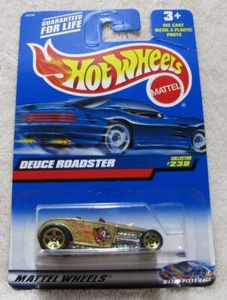 GUARANTEED
FOR LIFE
3+
DIE CAST
METAL & PLASTIC
PARTS
HOT WHEELS
MATTEL
DEUCE ROADSTER
COLLECTOR
#238
MATTEL WHEELS